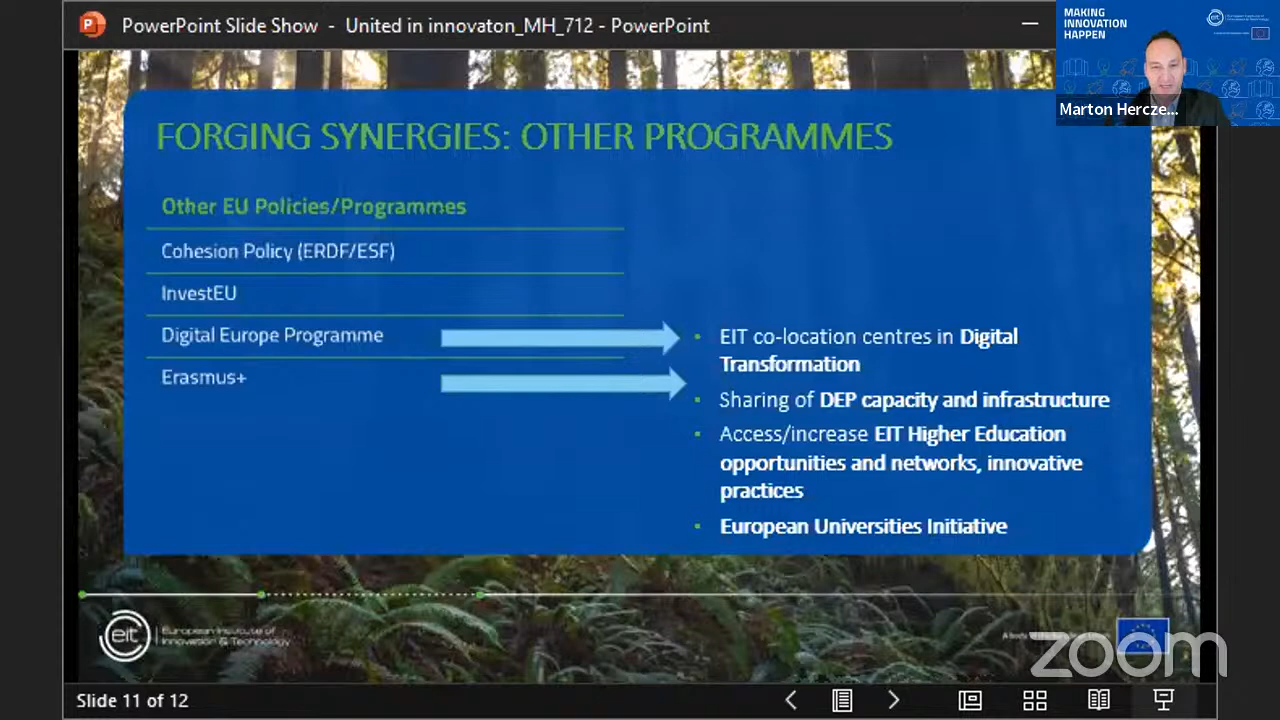 PowerPoint Slide Show - United in innovaton_MH_712 - PowerPoint
MAKING
INNOVATION
HAPPEN
Marton Hercze...
FORGING SYNERGIES: OTHER PROGRAMMES
Other EU Policies/Programmes
Cohesion Policy (ERDF/ESF)
InvestEU
Digital Europe Programme
Erasmus+
• EIT co-location centres in Digital
Transformation
• Sharing of DEP capacity and infrastructure
• Access/increase EIT Higher Education
opportunities and networks, innovative
practices
• European Universities Initiative
eit
European Institute of
Innovation & Technology
zoom
Slide 11 of 12